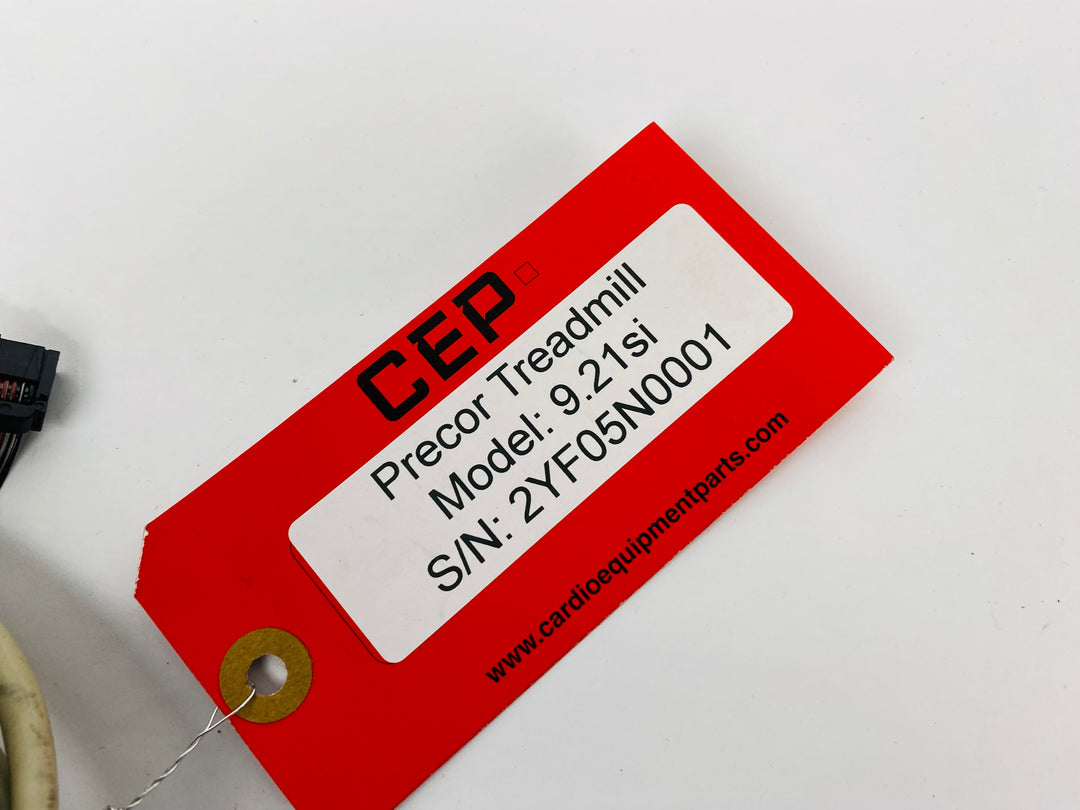 CEP
Precor Treadmill
Model: 9.21si
S/N: 2YF05N0001
www.cardioequipmentparts.com